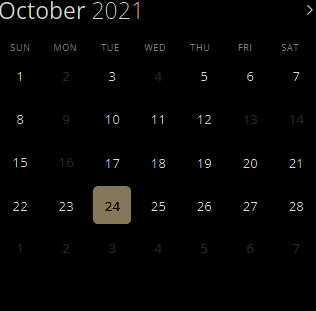 October 2021
SUN MON TUE WED THU FRI SAT
1 2 3 4 5 6 7
8 9 10 11 12 13 14
15 16 17 18 19 20 21
22 23 24 25 26 27 28
1 2 3 4 5 6 7